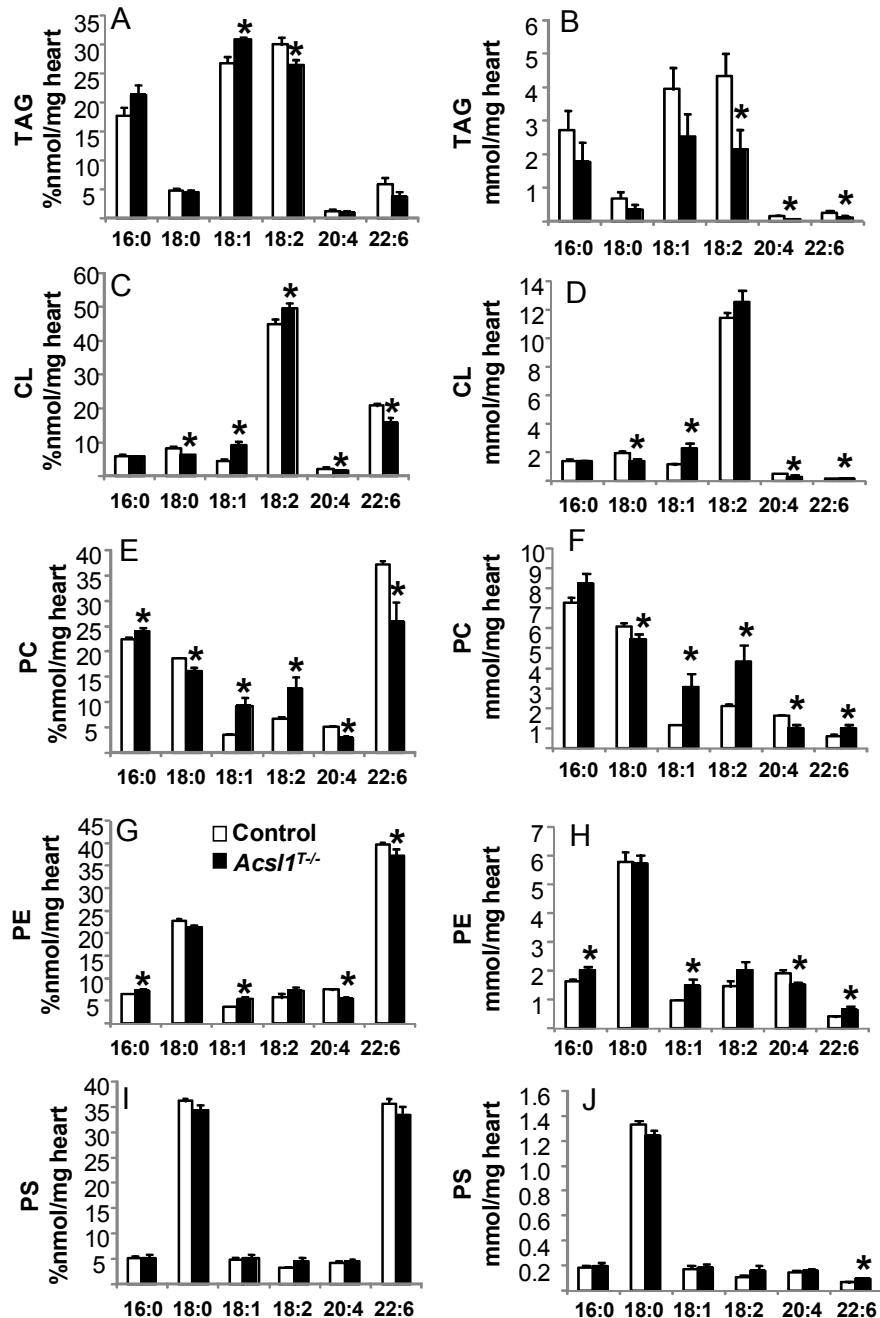 A
TAG
%nmol/mg heart
35
30
25
20
15
10
5
* *
16:0 18:0 18:1 18:2 20:4 22:6
B
TAG
mmol/mg heart
6
5
4
3
2
1
* * *
16:0 18:0 18:1 18:2 20:4 22:6
C
CL
%nmol/mg heart
60
50
40
30
20
10
* * * * *
16:0 18:0 18:1 18:2 20:4 22:6
D
CL
mmol/mg heart
14
12
10
8
6
4
2
* * * *
16:0 18:0 18:1 18:2 20:4 22:6
E
PC
%nmol/mg heart
40
35
30
25
20
15
10
5
* * * * * *
16:0 18:0 18:1 18:2 20:4 22:6
F
PC
mmol/mg heart
10
9
8
7
6
5
4
3
2
1
* * * * *
16:0 18:0 18:1 18:2 20:4 22:6
G
Control
Acsl1T-/-
PE
%nmol/mg heart
45
40
35
30
25
20
15
10
5
* * * *
16:0 18:0 18:1 18:2 20:4 22:6
H
PE
mmol/mg heart
7
6
5
4
3
2
1
* * * *
16:0 18:0 18:1 18:2 20:4 22:6
I
PS
%nmol/mg heart
40
35
30
25
20
15
10
5
16:0 18:0 18:1 18:2 20:4 22:6
J
PS
mmol/mg heart
1.6
1.4
1.2
1.0
0.8
0.6
0.4
0.2
*
16:0 18:0 18:1 18:2 20:4 22:6